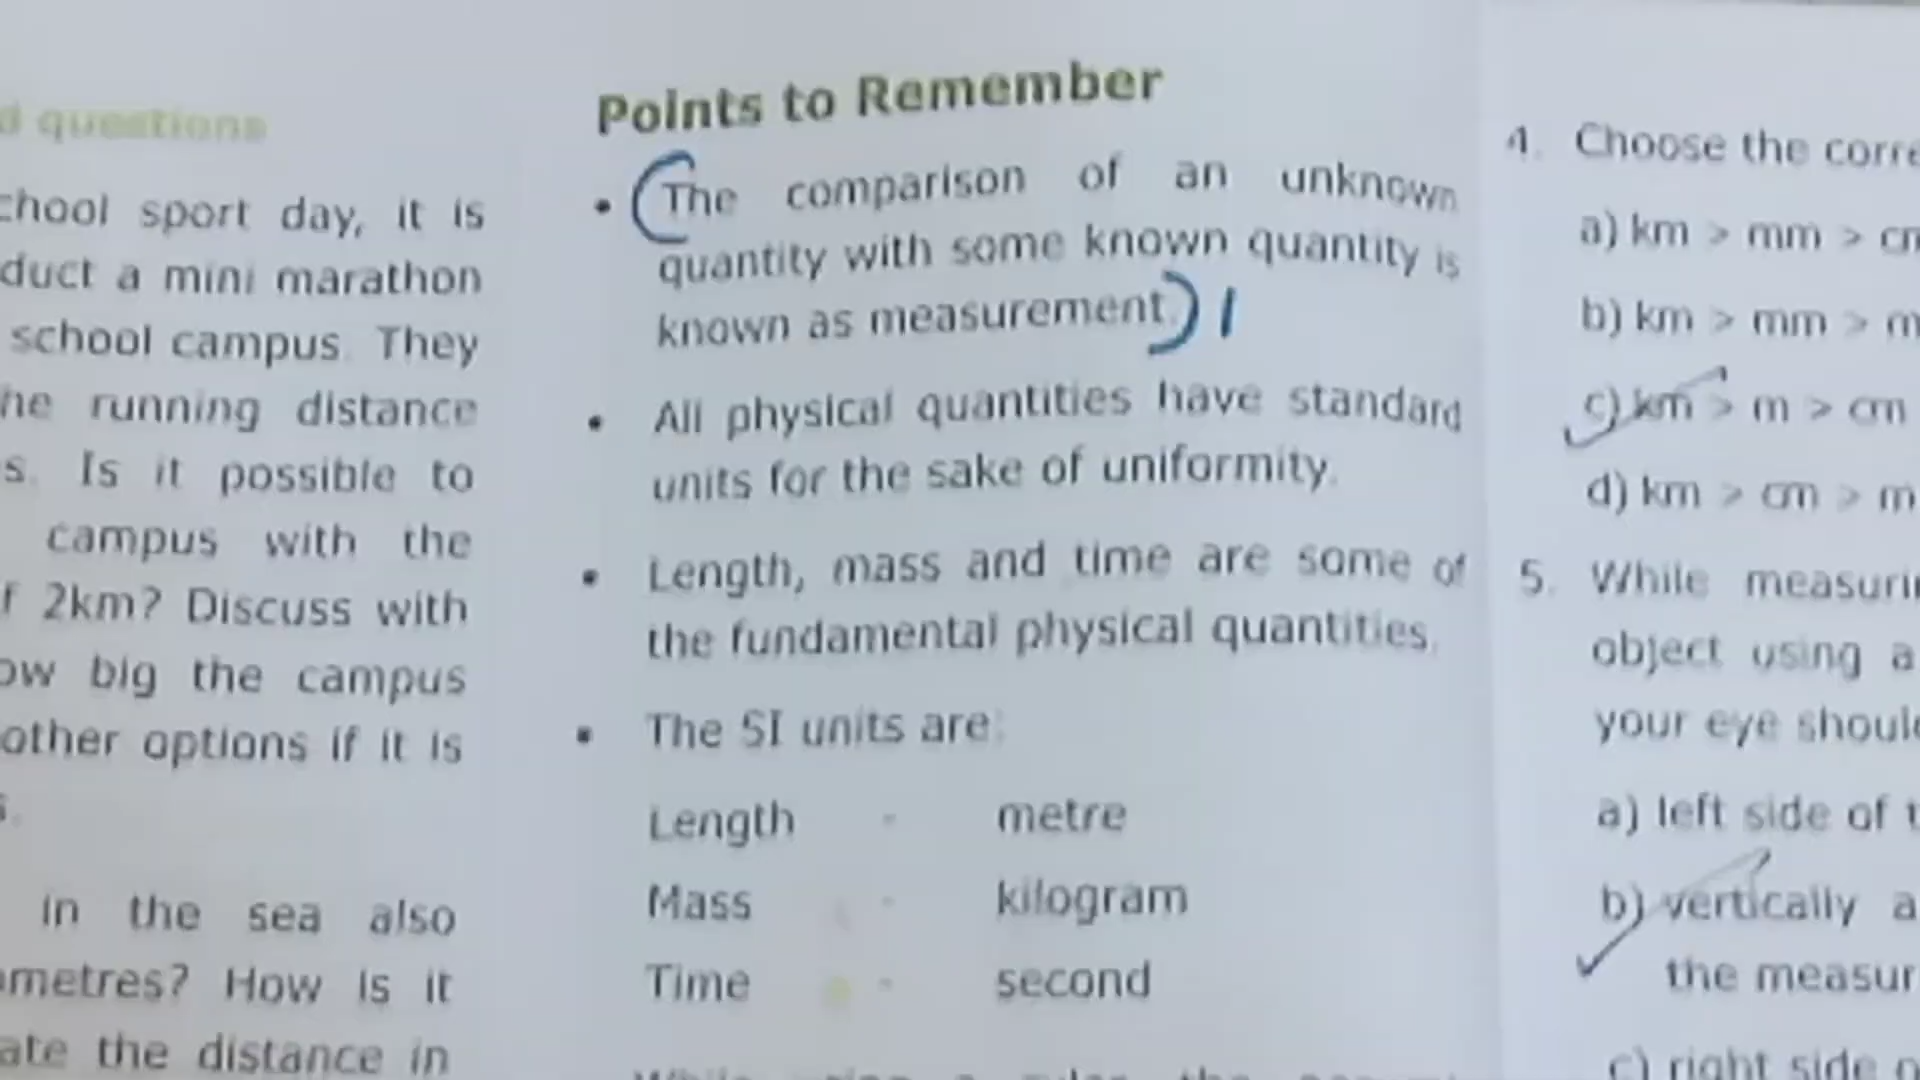 d questions
chool sport day, it is
duct a mini marathon
school campus. They
he running distance
s. Is it possible to
campus with the
f 2km? Discuss with
ow big the campus
other options if it is
s.
in the sea also
ometres? How is it
ate the distance in
Points to Remember
• The comparison of an unknown
quantity with some known quantity is
known as measurement. 1
• All physical quantities have standard
units for the sake of uniformity.
• Length, mass and time are some of
the fundamental physical quantities.
• The SI units are:
Length - metre
Mass - kilogram
Time - second
4. Choose the corre
a) km > mm > cm
b) km > mm > m
c) km > m > cm
d) km > cm > m
5. While measurin
object using a
your eye should
a) left side of t
b) vertically a
the measur
c) right side o